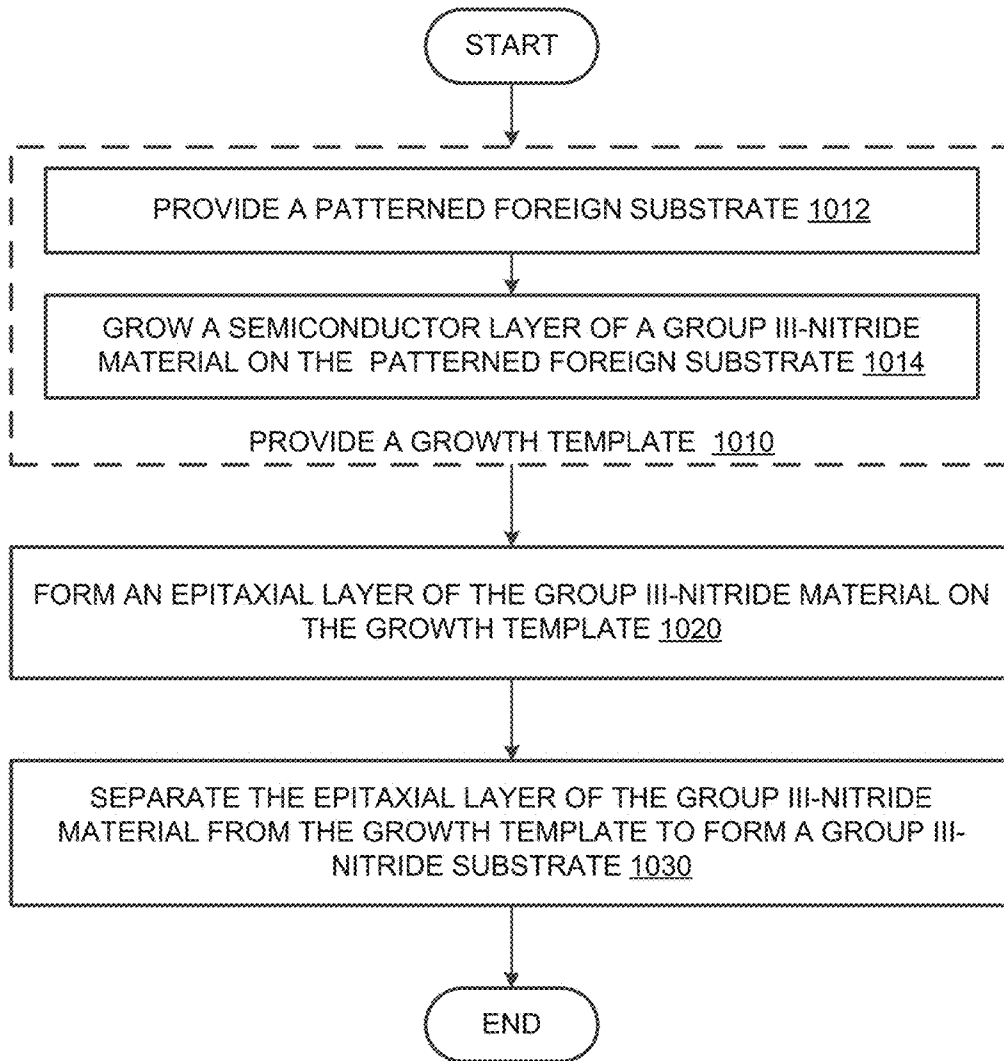 START
PROVIDE A PATTERNED FOREIGN SUBSTRATE 1012
GROW A SEMICONDUCTOR LAYER OF A GROUP III-NITRIDE
MATERIAL ON THE PATTERNED FOREIGN SUBSTRATE 1014
PROVIDE A GROWTH TEMPLATE 1010
FORM AN EPITAXIAL LAYER OF THE GROUP III-NITRIDE MATERIAL ON
THE GROWTH TEMPLATE 1020
SEPARATE THE EPITAXIAL LAYER OF THE GROUP III-NITRIDE
MATERIAL FROM THE GROWTH TEMPLATE TO FORM A GROUP III-
NITRIDE SUBSTRATE 1030
END